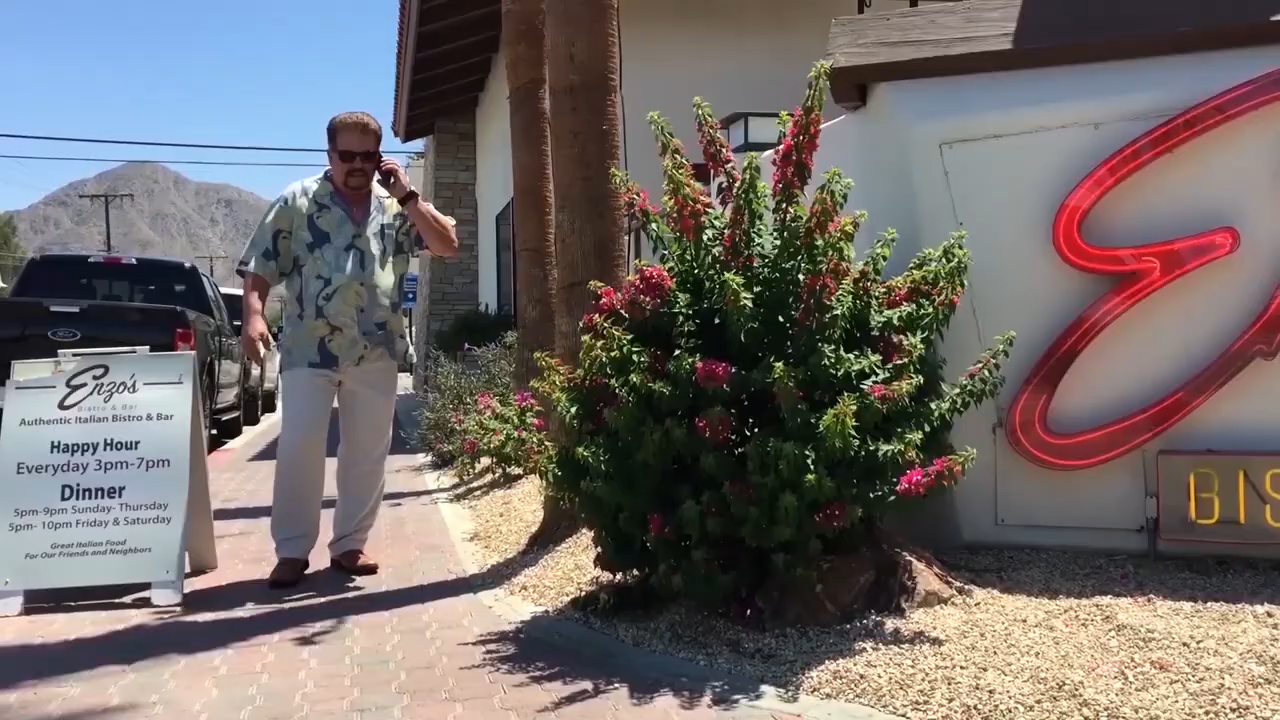 Enzo's
Bistro & Bar
Authentic Italian Bistro & Bar
Happy Hour
Everyday 3pm-7pm
Dinner
5pm-9pm Sunday- Thursday
5pm- 10pm Friday & Saturday
Great Italian Food
For Our Friends and Neighbors
Ford
E
BIS